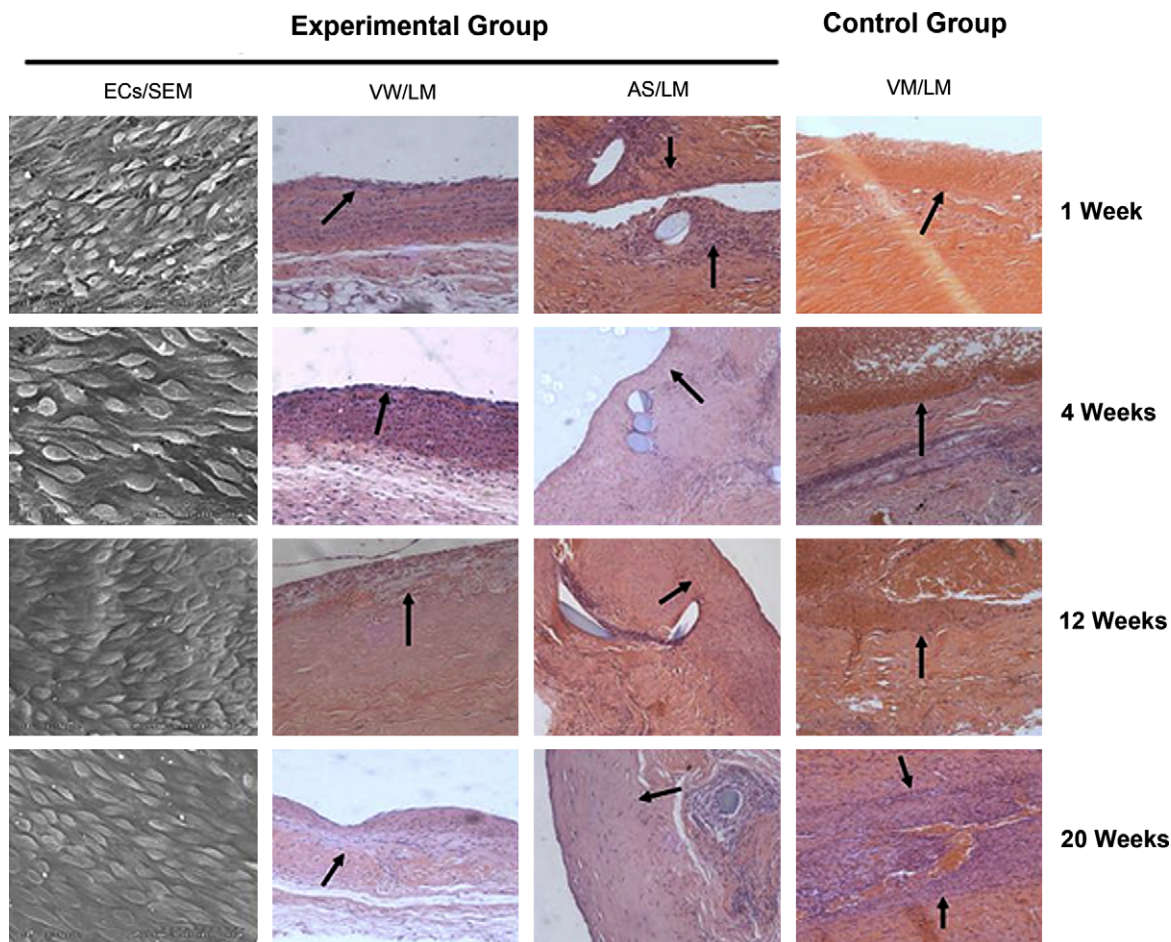 Experimental Group
Control Group
ECs/SEM
VW/LM
AS/LM
VM/LM
1 Week
4 Weeks
12 Weeks
20 Weeks